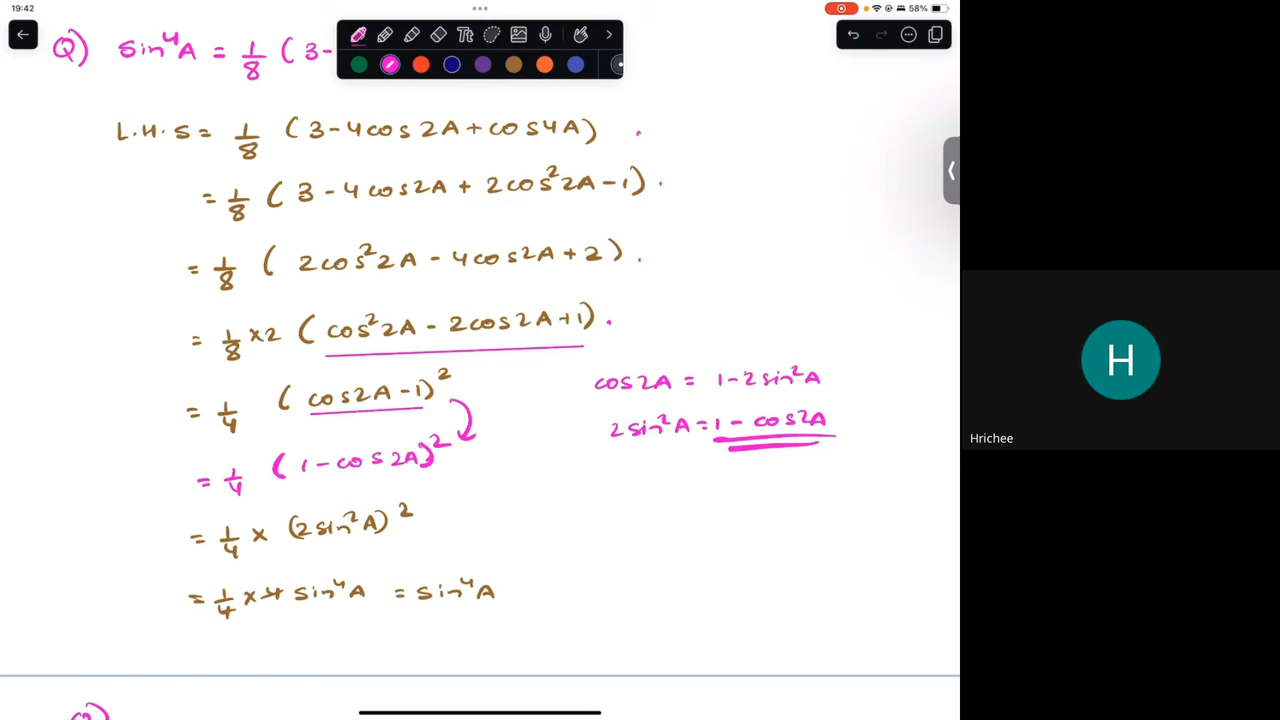 19:42
58%
Tt
Q) sin⁴A = 1/8 (3-
L.H.S = 1/8 (3-4cos2A+cos4A)
= 1/8 (3-4cos2A+2cos²2A-1)
= 1/8 (2cos²2A-4cos2A+2)
= 1/8 ×2 (cos²2A-2cos2A+1)
= 1/4 (cos2A-1)²
= 1/4 (1-cos2A)²
= 1/4 × (2sin²A)²
= 1/4 ×4 sin⁴A = sin⁴A
cos2A = 1-2sin²A
2sin²A = 1-cos2A
H
Hrichee